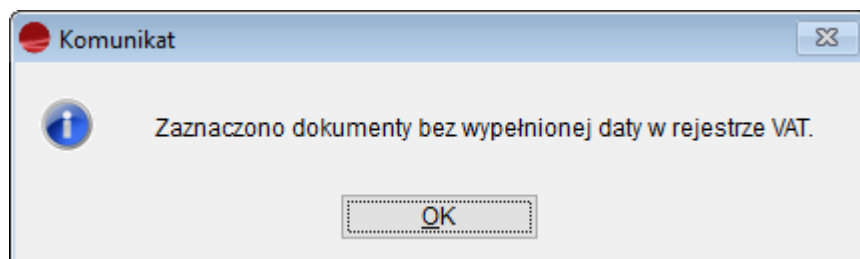 Komunikat
Zaznaczono dokumenty bez wypełnionej daty w rejestrze VAT.
OK